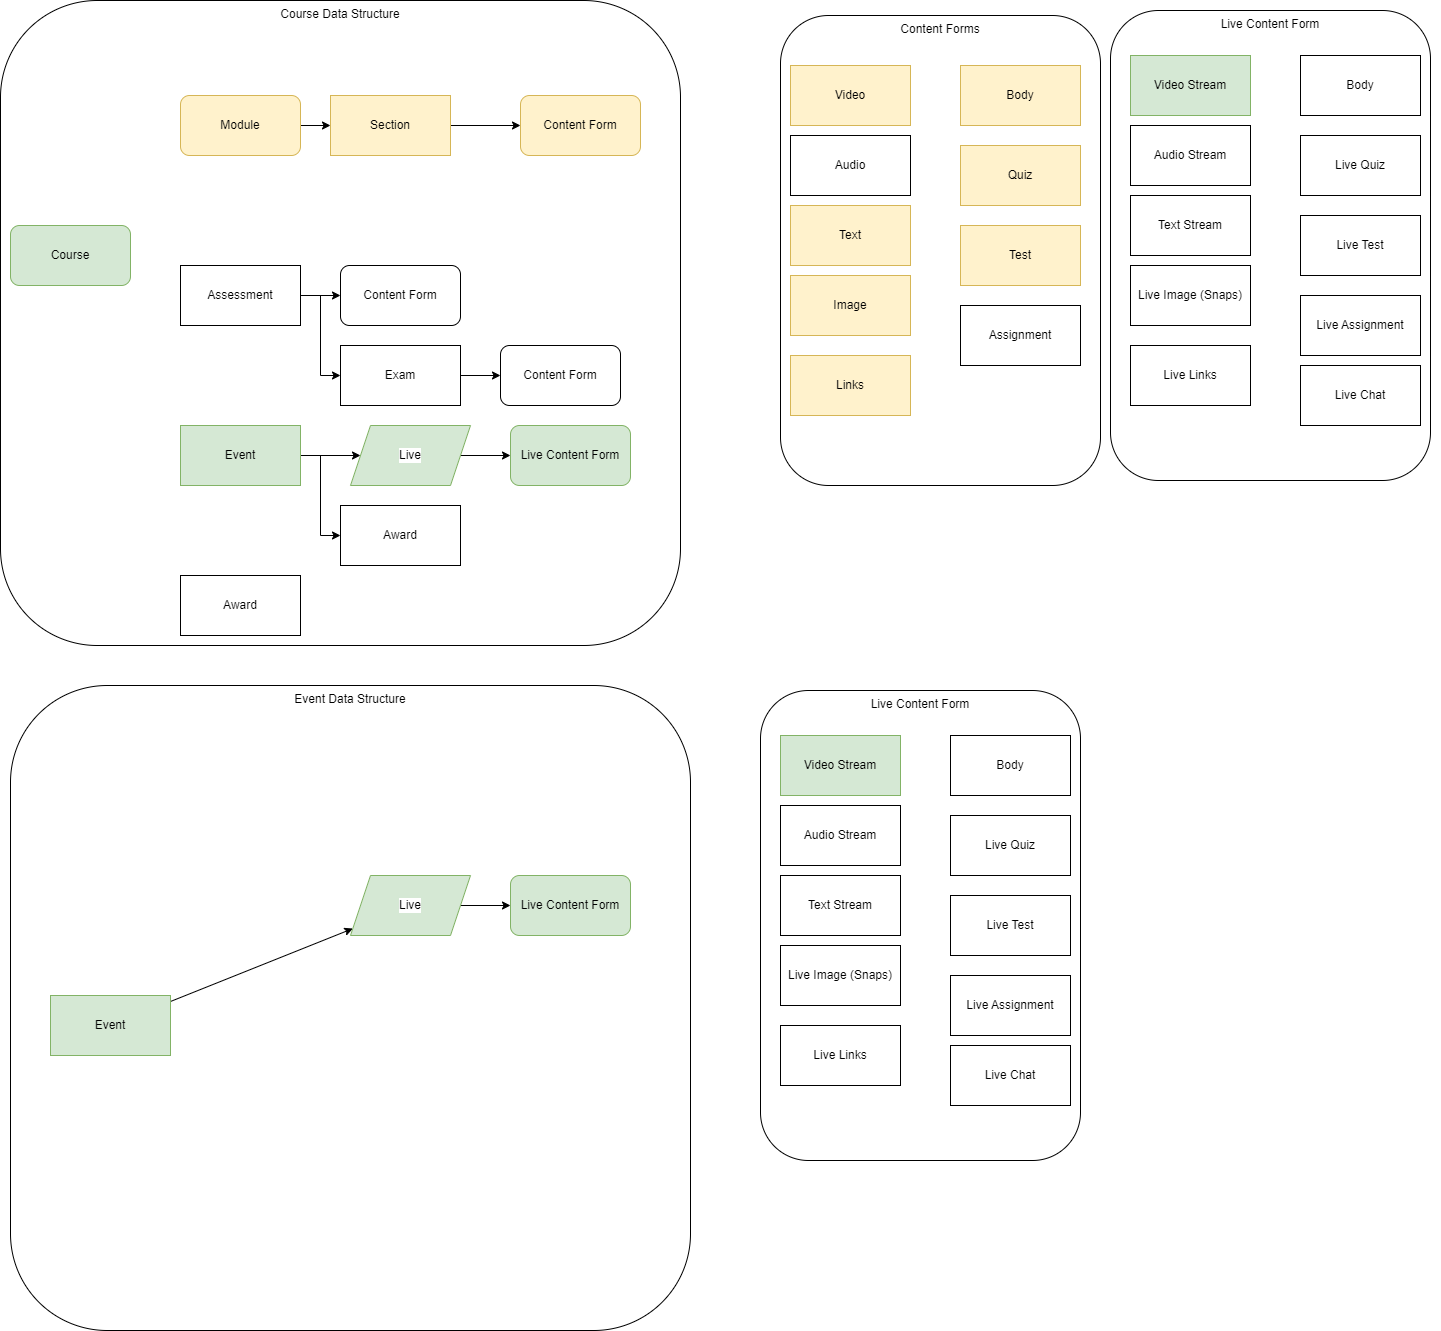 Course Data Structure
Module
Section
Content Form
Course
Assessment
Content Form
Exam
Content Form
Event
Live
Live Content Form
Award
Award
Content Forms
Video
Body
Audio
Quiz
Text
Test
Image
Assignment
Links
Live Content Form
Video Stream
Body
Audio Stream
Live Quiz
Text Stream
Live Test
Live Image (Snaps)
Live Assignment
Live Links
Live Chat
Event Data Structure
Live
Live Content Form
Event
Live Content Form
Video Stream
Body
Audio Stream
Live Quiz
Text Stream
Live Test
Live Image (Snaps)
Live Assignment
Live Links
Live Chat